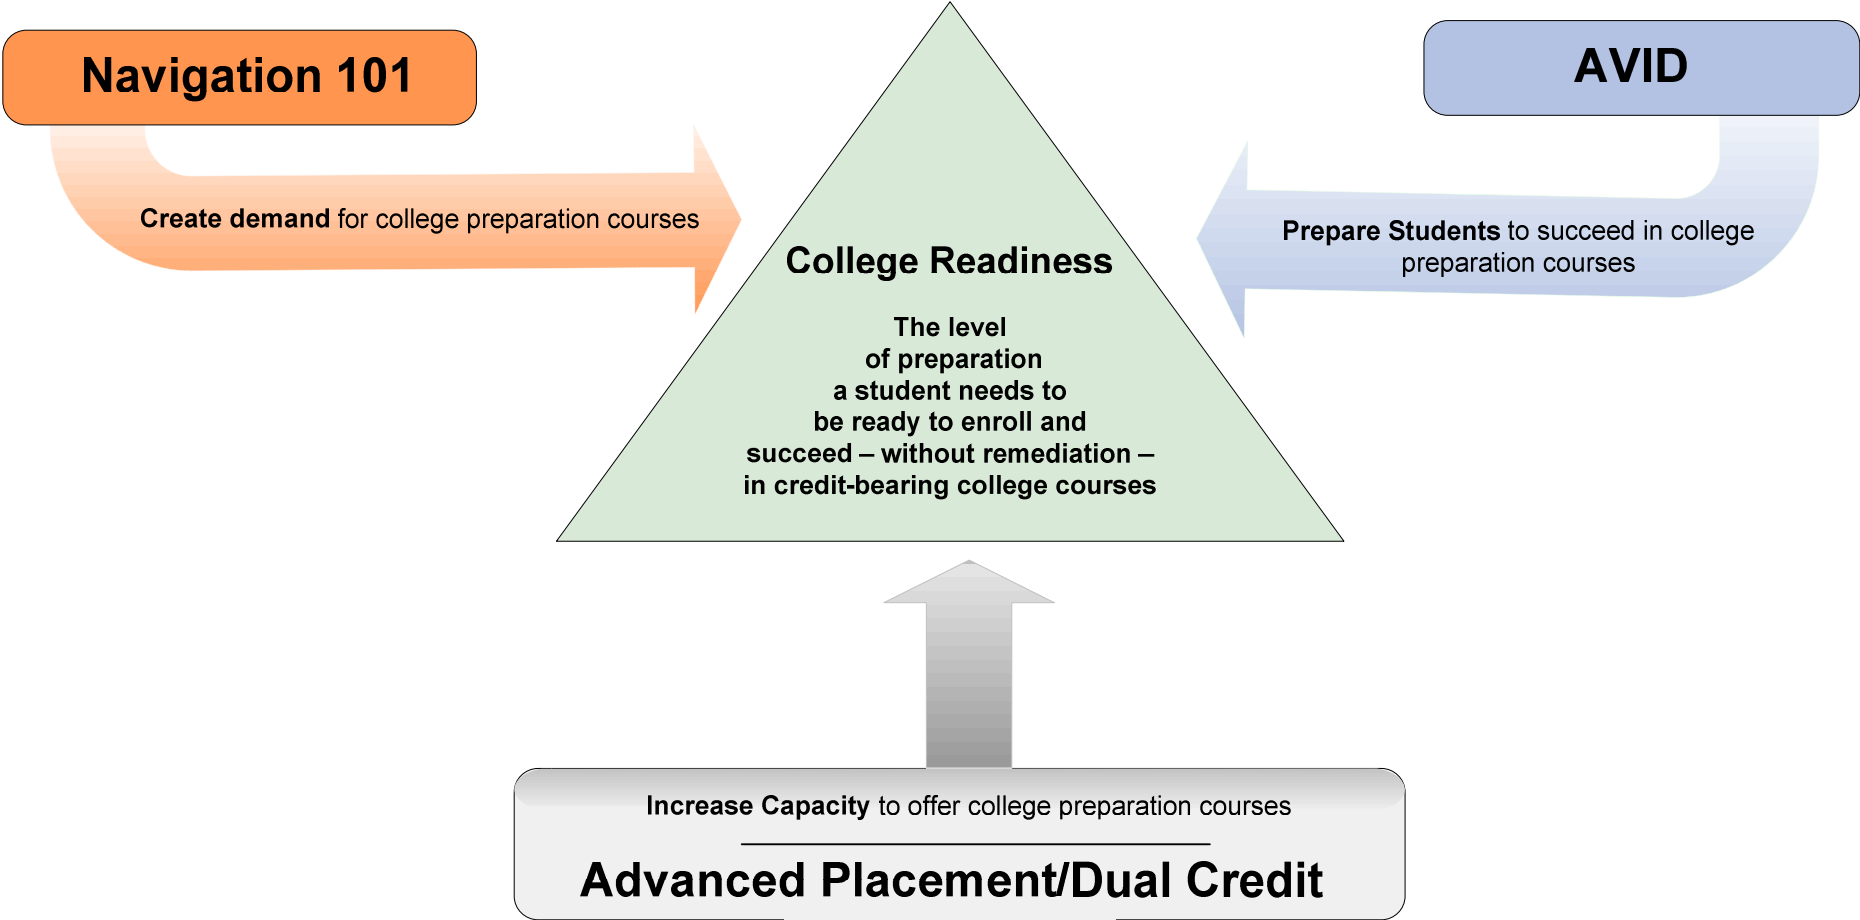 Navigation 101
AVID
Create demand for college preparation courses
Prepare Students to succeed in college
preparation courses
College Readiness
The level
of preparation
a student needs to
be ready to enroll and
succeed – without remediation –
in credit-bearing college courses
Increase Capacity to offer college preparation courses
Advanced Placement/Dual Credit